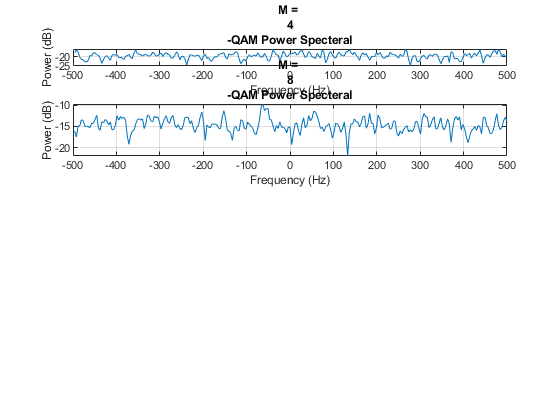 M =
4
-QAM Power Specteral
Power (dB)
-20
-25
-500 -400 -300 -200 -100 0 100 200 300 400 500
Frequency (Hz)
M =
8
-QAM Power Specteral
Power (dB)
-10
-15
-20
-500 -400 -300 -200 -100 0 100 200 300 400 500
Frequency (Hz)